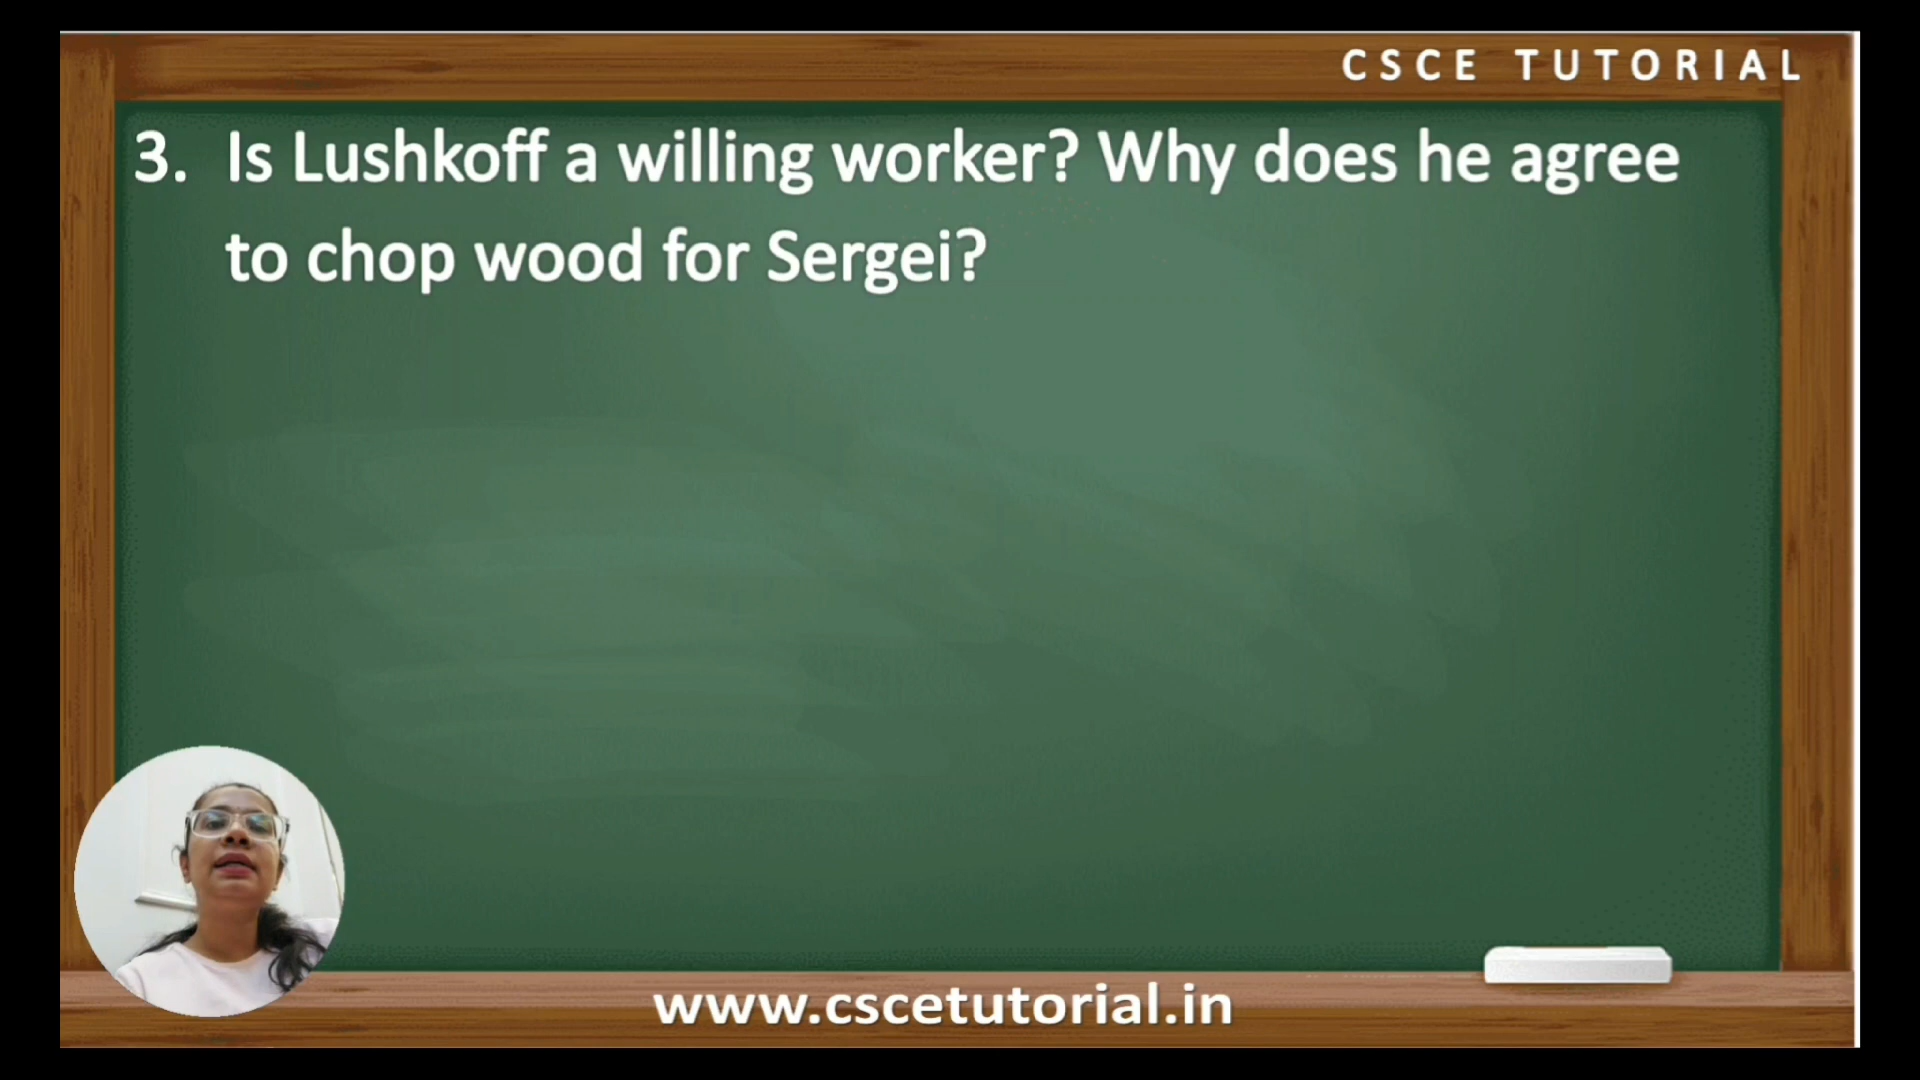 CSCE TUTORIAL
3. Is Lushkoff a willing worker? Why does he agree
to chop wood for Sergei?
www.cscetutorial.in